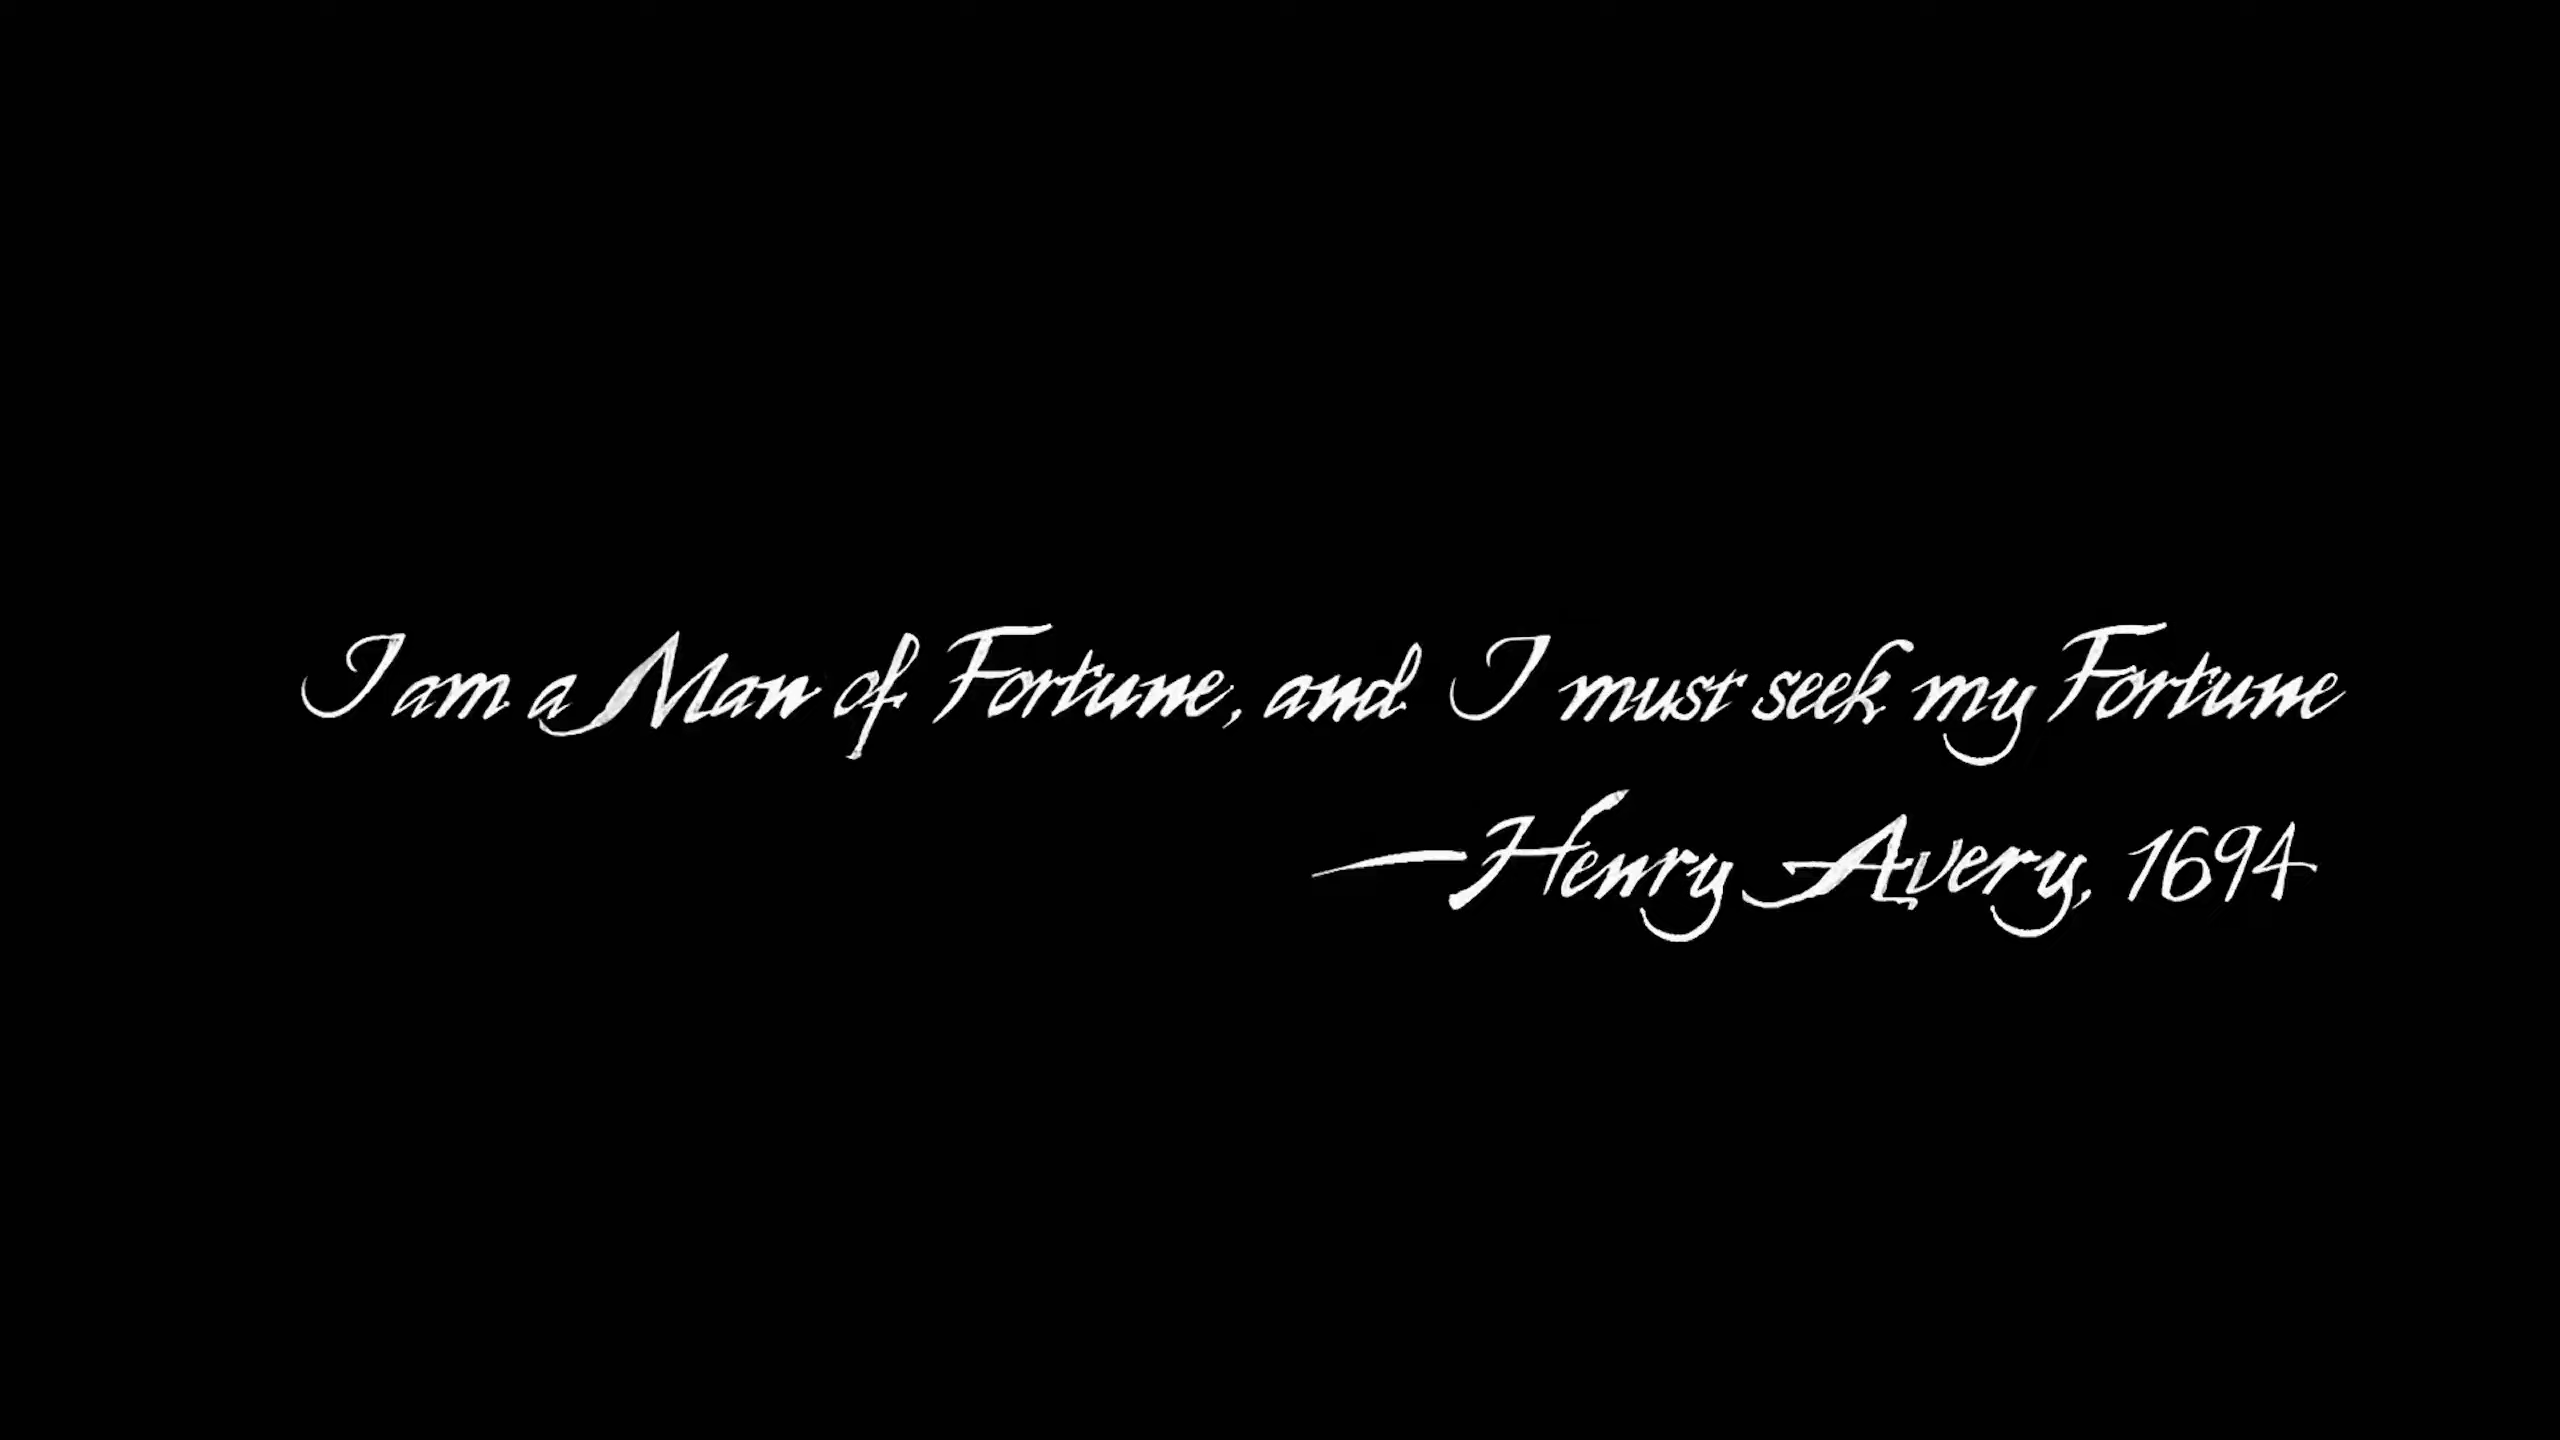 I am a Man of Fortune, and I must seek my Fortune
—Henry Avery, 1694